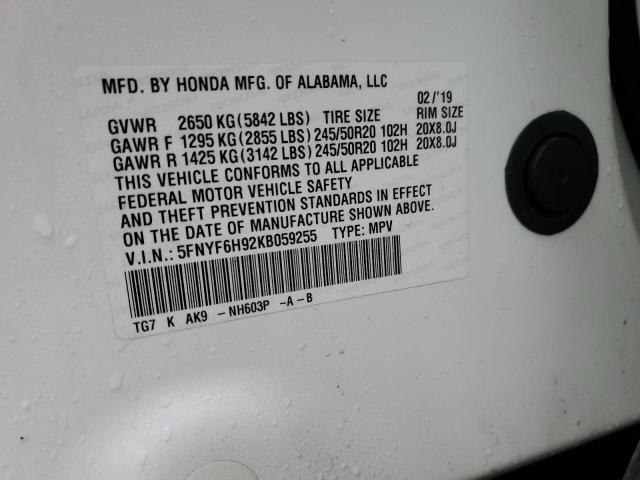 MFD. BY HONDA MFG. OF ALABAMA, LLC
02/'19
GVWR 2650 KG(5842 LBS) TIRE SIZE RIM SIZE
GAWR F 1295 KG(2855 LBS) 245/50R20 102H 20X8.0J
GAWR R 1425 KG(3142 LBS) 245/50R20 102H 20X8.0J
THIS VEHICLE CONFORMS TO ALL APPLICABLE
FEDERAL MOTOR VEHICLE SAFETY
AND THEFT PREVENTION STANDARDS IN EFFECT
ON THE DATE OF MANUFACTURE SHOWN ABOVE.
V.I.N.: 5FNYF6H92KB059255 TYPE: MPV
TG7 K AK9 - NH603P -A-B